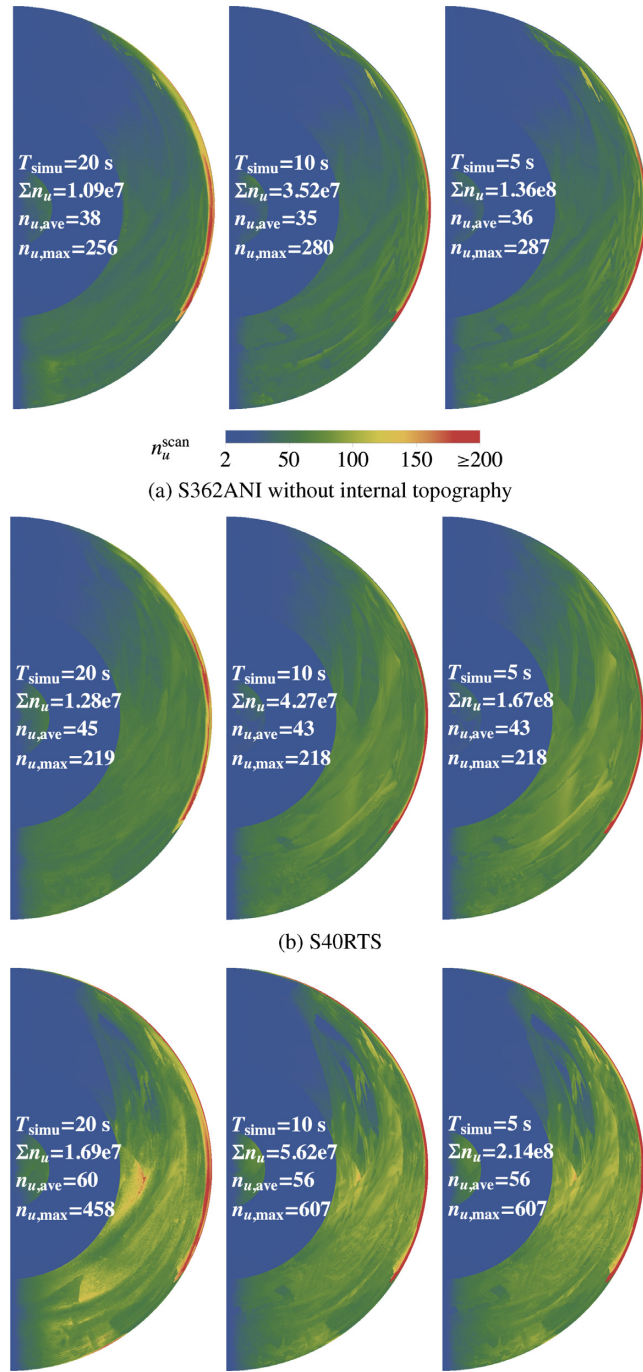 T_simu=20 s
Σn_u=1.09e7
n_u,ave=38
n_u,max=256
T_simu=10 s
Σn_u=3.52e7
n_u,ave=35
n_u,max=280
T_simu=5 s
Σn_u=1.36e8
n_u,ave=36
n_u,max=287
n_u^scan
2 50 100 150 ≥200
(a) S362ANI without internal topography
T_simu=20 s
Σn_u=1.28e7
n_u,ave=45
n_u,max=219
T_simu=10 s
Σn_u=4.27e7
n_u,ave=43
n_u,max=218
T_simu=5 s
Σn_u=1.67e8
n_u,ave=43
n_u,max=218
(b) S40RTS
T_simu=20 s
Σn_u=1.69e7
n_u,ave=60
n_u,max=458
T_simu=10 s
Σn_u=5.62e7
n_u,ave=56
n_u,max=607
T_simu=5 s
Σn_u=2.14e8
n_u,ave=56
n_u,max=607